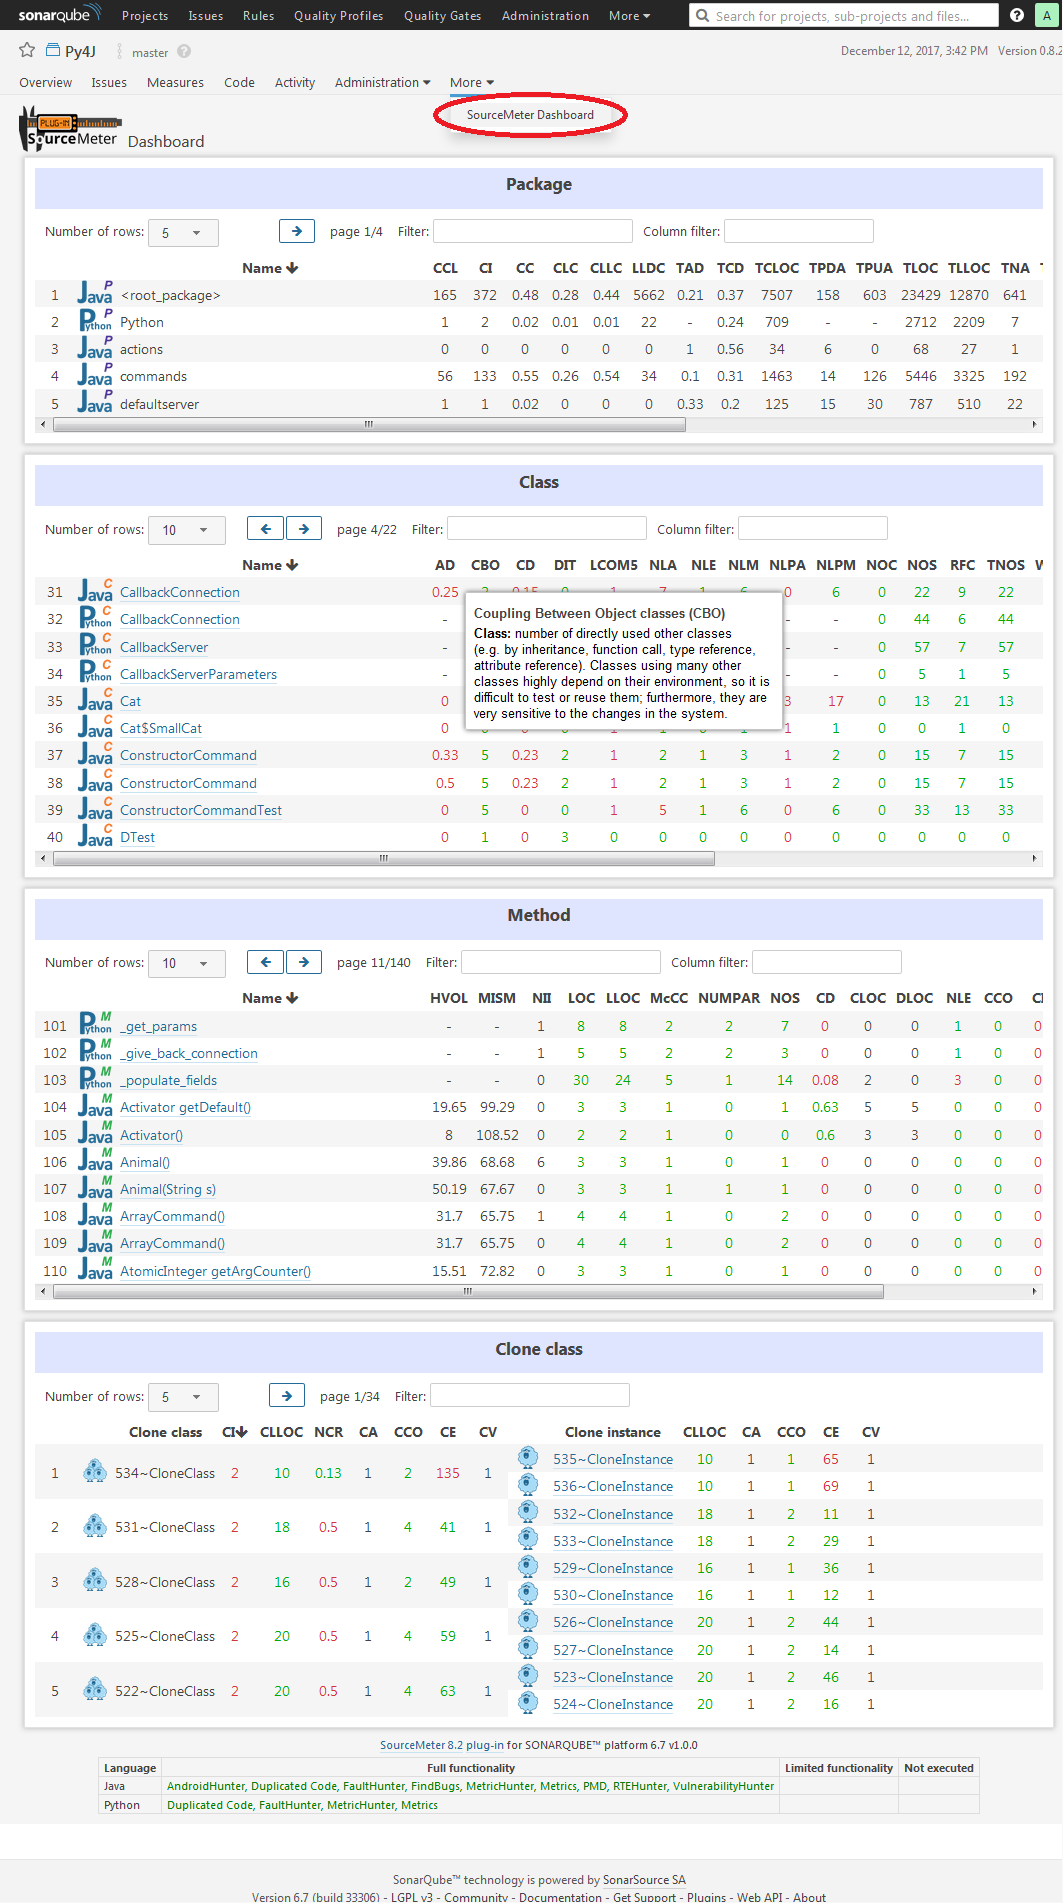 sonarqube Projects Issues Rules Quality Profiles Quality Gates Administration More Search for projects, sub-projects and files... ? A
Py4J master ? December 12, 2017, 3:42 PM Version 0.8.2
Overview Issues Measures Code Activity Administration More
SourceMeter Dashboard
PLUG-IN
SourceMeter Dashboard
Package
Number of rows: 5 page 1/4 Filter: Column filter:
Name CCL CI CC CLC CLLC LLDC TAD TCD TCLOC TPDA TPUA TLOC TLLOC TNA
1 Java P <root_package> 165 372 0.48 0.28 0.44 5662 0.21 0.37 7507 158 603 23429 12870 641
2 Python P Python 1 2 0.02 0.01 0.01 22 - 0.24 709 - - 2712 2209 7
3 Java P actions 0 0 0 0 0 0 1 0.56 34 6 0 68 27 1
4 Java P commands 56 133 0.55 0.26 0.54 34 0.1 0.31 1463 14 126 5446 3325 192
5 Java P defaultserver 1 1 0.02 0 0 0 0.33 0.2 125 15 30 787 510 22
Class
Number of rows: 10 page 4/22 Filter: Column filter:
Name AD CBO CD DIT LCOM5 NLA NLE NLM NLPA NLPM NOC NOS RFC TNOS W
31 Java C CallbackConnection 0.25 6 0 22 9 22
32 Python C CallbackConnection - - - 0 44 6 44
33 Python C CallbackServer - - - 0 57 7 57
34 Python C CallbackServerParameters - - - 0 5 1 5
35 Java C Cat 0 3 17 0 13 21 13
36 Java C Cat$SmallCat 0 1 1 0 0 1 0
37 Java C ConstructorCommand 0.33 5 0.23 2 1 2 1 3 1 2 0 15 7 15
38 Java C ConstructorCommand 0.5 5 0.23 2 1 2 1 3 1 2 0 15 7 15
39 Java C ConstructorCommandTest 0 5 0 0 1 5 1 6 0 6 0 33 13 33
40 Java C DTest 0 1 0 3 0 0 0 0 0 0 0 0 0 0
Coupling Between Object classes (CBO)
Class: number of directly used other classes
(e.g. by inheritance, function call, type reference,
attribute reference). Classes using many other
classes highly depend on their environment, so it is
difficult to test or reuse them; furthermore, they are
very sensitive to the changes in the system.
Method
Number of rows: 10 page 11/140 Filter: Column filter:
Name HVOL MISM NII LOC LLOC McCC NUMPAR NOS CD CLOC DLOC NLE CCO
101 Python M _get_params - - 1 8 8 2 2 7 0 0 0 1 0 0
102 Python M _give_back_connection - - 1 5 5 2 2 3 0 0 0 1 0 0
103 Python M _populate_fields - - 0 30 24 5 1 14 0.08 2 0 3 0 0
104 Java M Activator getDefault() 19.65 99.29 0 3 3 1 0 1 0.63 5 5 0 0 0
105 Java M Activator() 8 108.52 0 2 2 1 0 0 0.6 3 3 0 0 0
106 Java M Animal() 39.86 68.68 6 3 3 1 0 1 0 0 0 0 0 0
107 Java M Animal(String s) 50.19 67.67 0 3 3 1 1 1 0 0 0 0 0 0
108 Java M ArrayCommand() 31.7 65.75 1 4 4 1 0 2 0 0 0 0 0 0
109 Java M ArrayCommand() 31.7 65.75 0 4 4 1 0 2 0 0 0 0 0 0
110 Java M AtomicInteger getArgCounter() 15.51 72.82 0 3 3 1 0 1 0 0 0 0 0 0
Clone class
Number of rows: 5 page 1/34 Filter:
Clone class CI CLLOC NCR CA CCO CE CV Clone instance CLLOC CA CCO CE CV
1 534~CloneClass 2 10 0.13 1 2 135 1
535~CloneInstance 10 1 1 65 1
536~CloneInstance 10 1 1 69 1
2 531~CloneClass 2 18 0.5 1 4 41 1
532~CloneInstance 18 1 2 11 1
533~CloneInstance 18 1 2 29 1
3 528~CloneClass 2 16 0.5 1 2 49 1
529~CloneInstance 16 1 1 36 1
530~CloneInstance 16 1 1 12 1
4 525~CloneClass 2 20 0.5 1 4 59 1
526~CloneInstance 20 1 2 44 1
527~CloneInstance 20 1 2 14 1
5 522~CloneClass 2 20 0.5 1 4 63 1
523~CloneInstance 20 1 2 46 1
524~CloneInstance 20 1 2 16 1
SourceMeter 8.2 plug-in for SONARQUBE™ platform 6.7 v1.0.0
Language Full functionality Limited functionality Not executed
Java AndroidHunter, Duplicated Code, FaultHunter, FindBugs, MetricHunter, Metrics, PMD, RTEHunter, VulnerabilityHunter
Python Duplicated Code, FaultHunter, MetricHunter, Metrics
SonarQube™ technology is powered by SonarSource SA
Version 6.7 (build 33306) - LGPL v3 - Community - Documentation - Get Support - Plugins - Web API - About